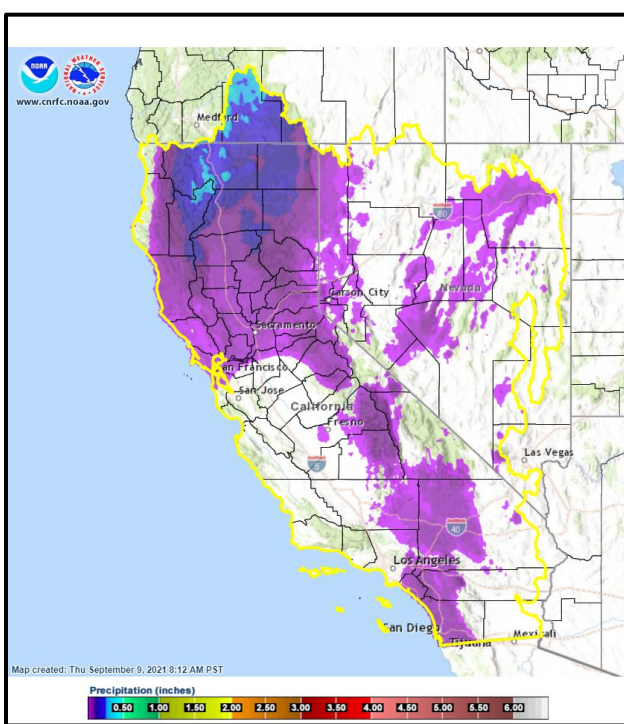 NOAA
NATIONAL WEATHER SERVICE
www.cnrfc.noaa.gov
Medford
80
Carson City
Nevada
Sacramento
San Francisco
San Jose
California
Fresno
5
Las Vegas
40
Los Angeles
San Diego
Tijuana
Mexicali
Map created: Thu September 9, 2021 8:12 AM PST
Precipitation (inches)
0.50 1.00 1.50 2.00 2.50 3.00 3.50 4.00 4.50 5.00 5.50 6.00